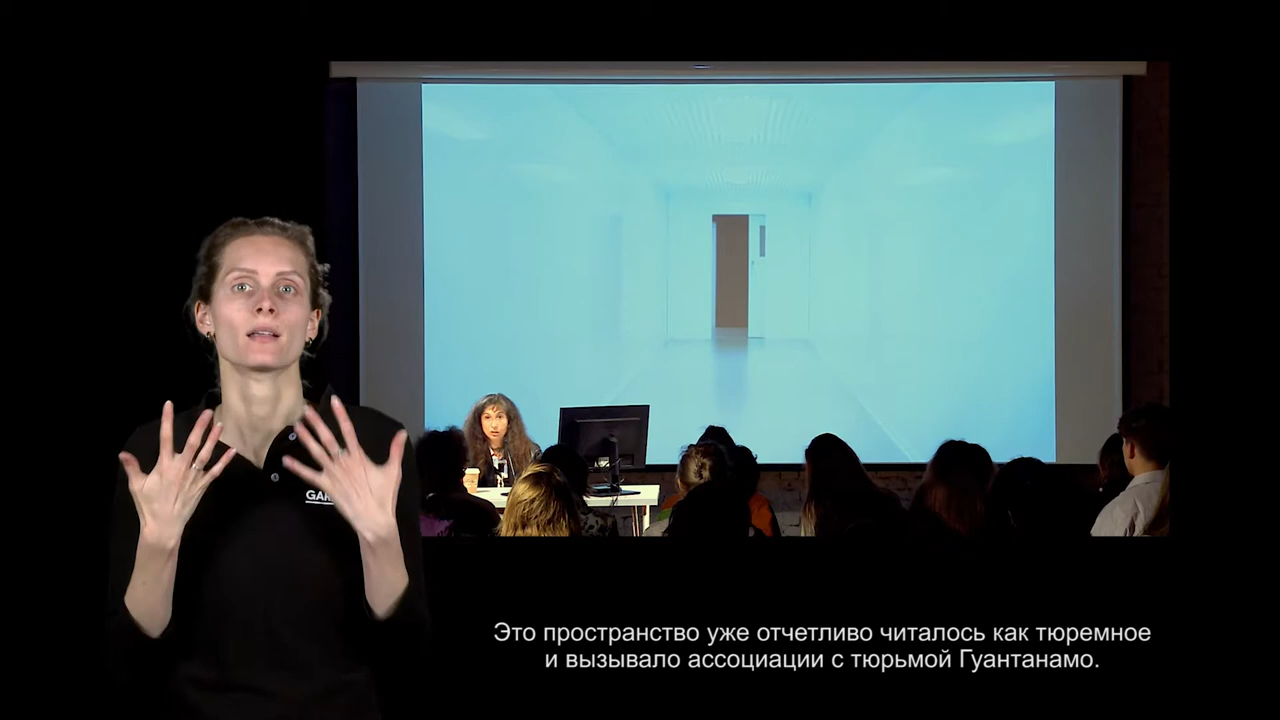 Это пространство уже отчетливо читалось как тюремное
и вызывало ассоциации с тюрьмой Гуантанамо.